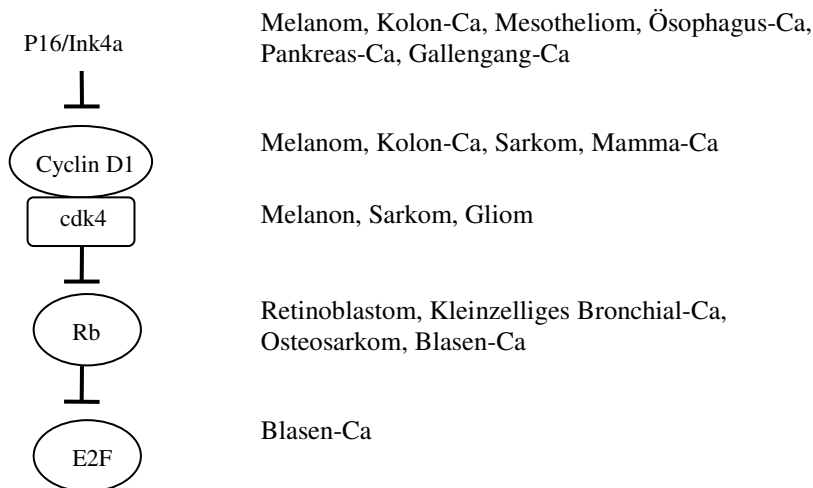 P16/Ink4a
Melanom, Kolon-Ca, Mesotheliom, Ösophagus-Ca,
Pankreas-Ca, Gallengang-Ca
Cyclin D1
Melanom, Kolon-Ca, Sarkom, Mamma-Ca
cdk4
Melanon, Sarkom, Gliom
Rb
Retinoblastom, Kleinzelliges Bronchial-Ca,
Osteosarkom, Blasen-Ca
E2F
Blasen-Ca